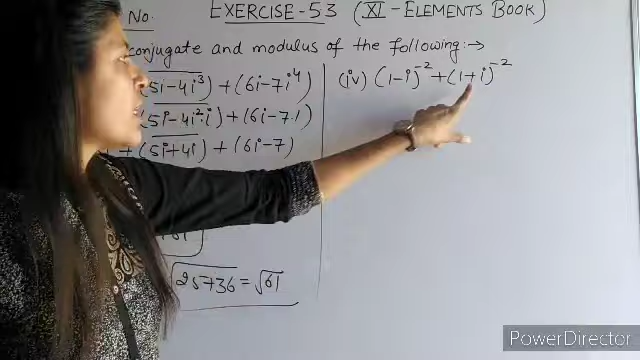 No. EXERCISE-53 (XI-ELEMENTS BOOK)
conjugate and modulus of the following:→
(5i-4i³)+(6i-7i⁴)
(5i-4i²·i)+(6i-7.1)
+(5i+4i)+(6i-7)
√25+36=√61
(iv) (1-i)⁻²+(1+i)⁻²
PowerDirector